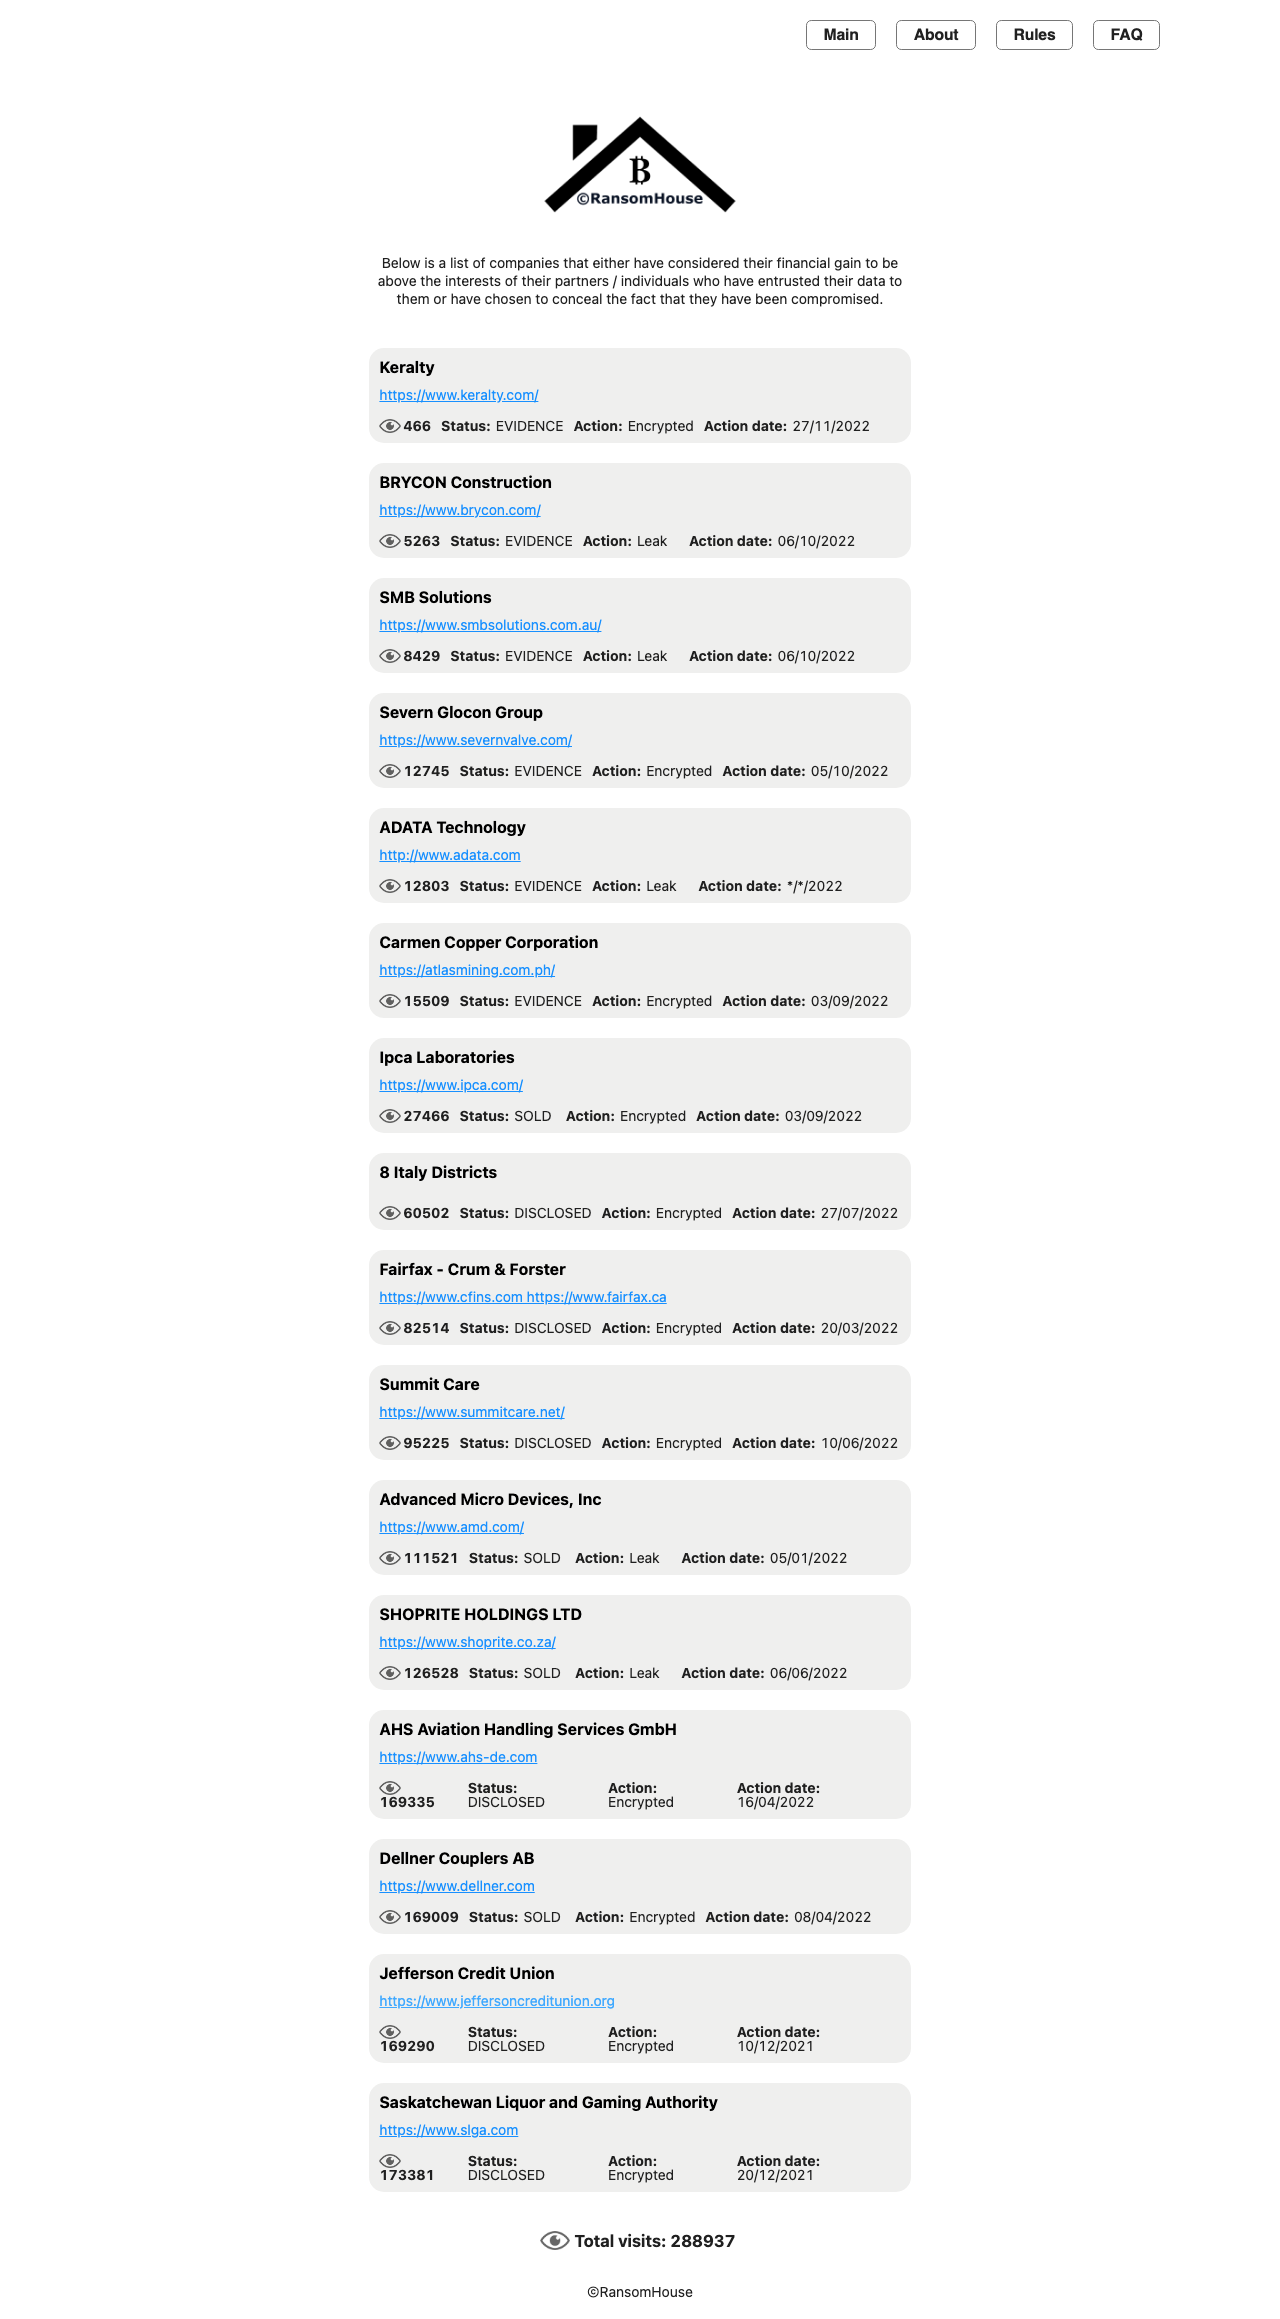 Main About Rules FAQ
©RansomHouse
Below is a list of companies that either have considered their financial gain to be
above the interests of their partners / individuals who have entrusted their data to
them or have chosen to conceal the fact that they have been compromised.
Keralty
https://www.keralty.com/
466 Status: EVIDENCE Action: Encrypted Action date: 27/11/2022
BRYCON Construction
https://www.brycon.com/
5263 Status: EVIDENCE Action: Leak Action date: 06/10/2022
SMB Solutions
https://www.smbsolutions.com.au/
8429 Status: EVIDENCE Action: Leak Action date: 06/10/2022
Severn Glocon Group
https://www.severnvalve.com/
12745 Status: EVIDENCE Action: Encrypted Action date: 05/10/2022
ADATA Technology
http://www.adata.com
12803 Status: EVIDENCE Action: Leak Action date: */*/2022
Carmen Copper Corporation
https://atlasmining.com.ph/
15509 Status: EVIDENCE Action: Encrypted Action date: 03/09/2022
Ipca Laboratories
https://www.ipca.com/
27466 Status: SOLD Action: Encrypted Action date: 03/09/2022
8 Italy Districts
60502 Status: DISCLOSED Action: Encrypted Action date: 27/07/2022
Fairfax - Crum & Forster
https://www.cfins.com https://www.fairfax.ca
82514 Status: DISCLOSED Action: Encrypted Action date: 20/03/2022
Summit Care
https://www.summitcare.net/
95225 Status: DISCLOSED Action: Encrypted Action date: 10/06/2022
Advanced Micro Devices, Inc
https://www.amd.com/
111521 Status: SOLD Action: Leak Action date: 05/01/2022
SHOPRITE HOLDINGS LTD
https://www.shoprite.co.za/
126528 Status: SOLD Action: Leak Action date: 06/06/2022
AHS Aviation Handling Services GmbH
https://www.ahs-de.com
Status: Action: Action date:
169335 DISCLOSED Encrypted 16/04/2022
Dellner Couplers AB
https://www.dellner.com
169009 Status: SOLD Action: Encrypted Action date: 08/04/2022
Jefferson Credit Union
https://www.jeffersoncreditunion.org
Status: Action: Action date:
169290 DISCLOSED Encrypted 10/12/2021
Saskatchewan Liquor and Gaming Authority
https://www.slga.com
Status: Action: Action date:
173381 DISCLOSED Encrypted 20/12/2021
Total visits: 288937
©RansomHouse